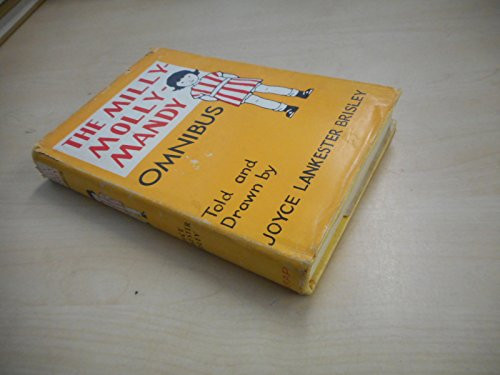 THE MILLY-
MOLLY-
MANDY
OMNIBUS
Told and
Drawn by
JOYCE LANKESTER BRISLEY